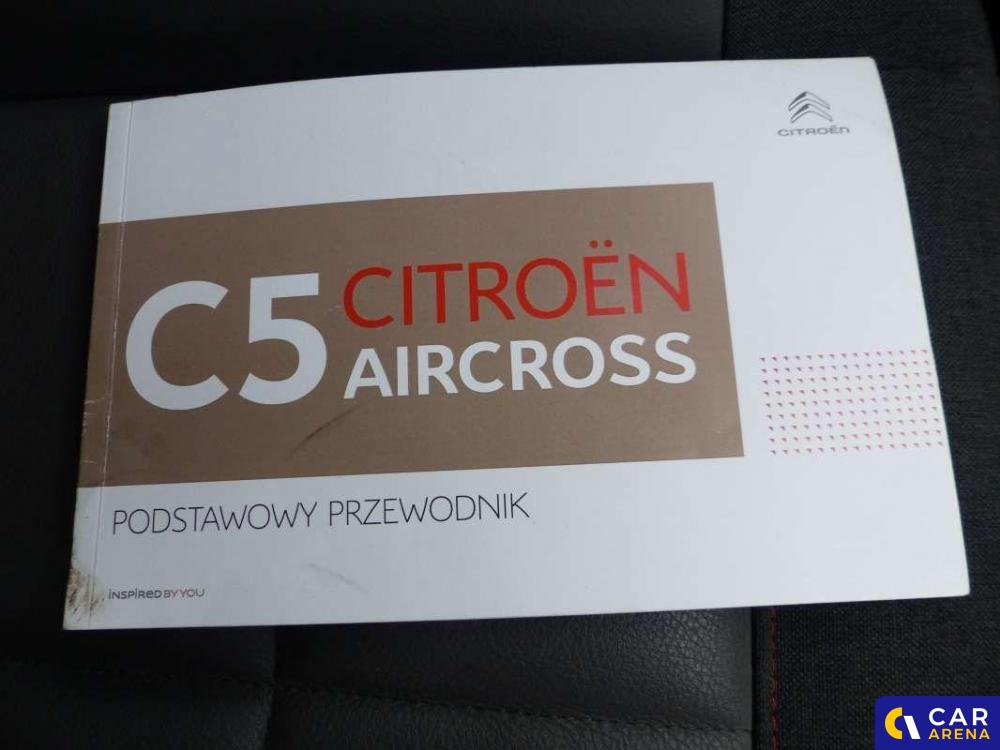 CITROËN
C5 CITROËN
AIRCROSS
PODSTAWOWY PRZEWODNIK
INSPIRED BY YOU
CAR
ARENA